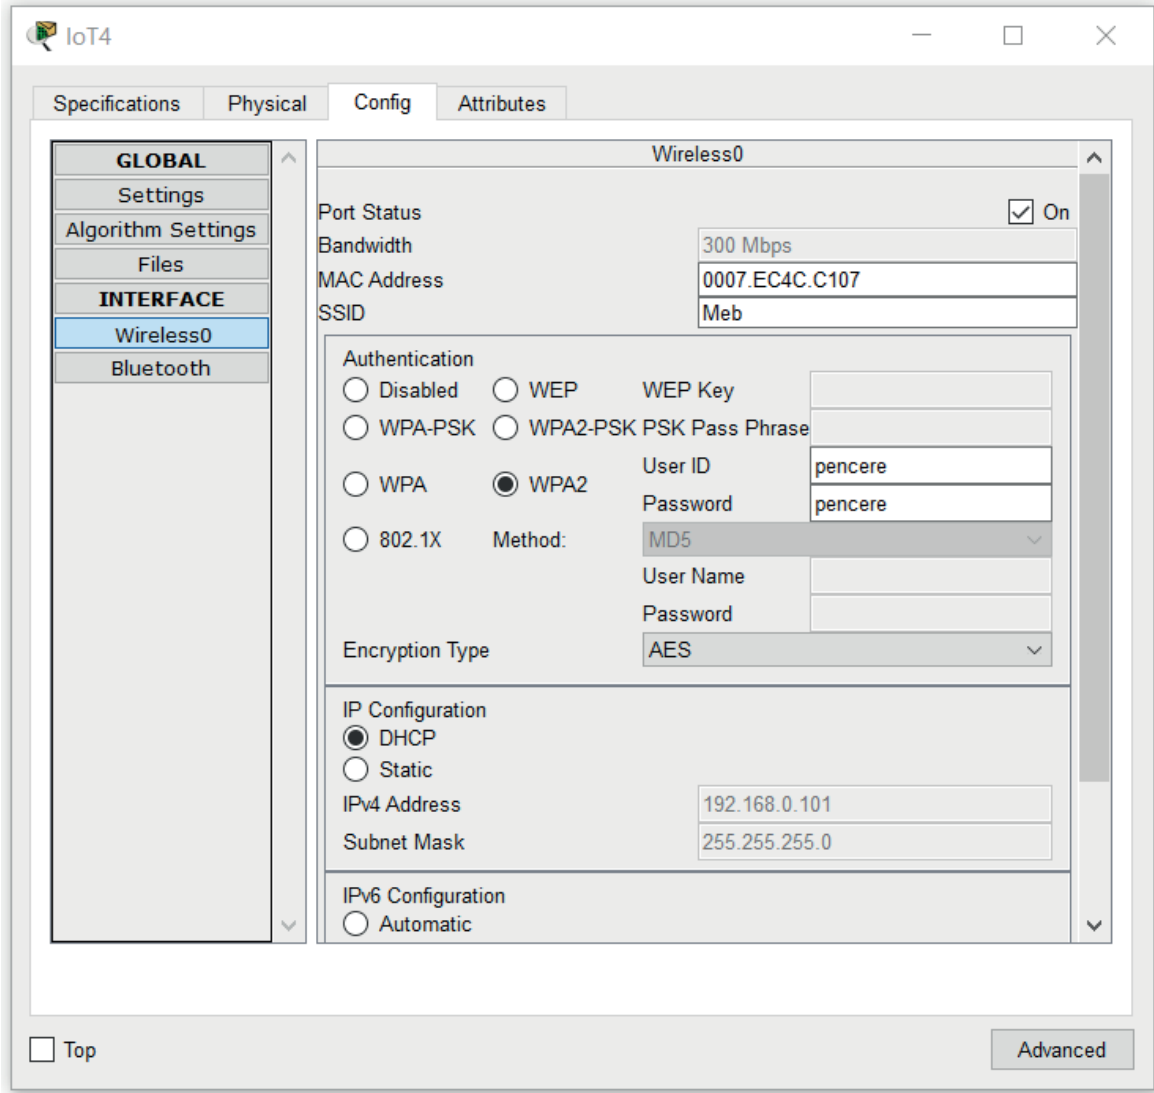 IoT4
Specifications Physical Config Attributes
GLOBAL
Settings
Algorithm Settings
Files
INTERFACE
Wireless0
Bluetooth
Wireless0
Port Status On
Bandwidth 300 Mbps
MAC Address 0007.EC4C.C107
SSID Meb
Authentication
Disabled WEP WEP Key
WPA-PSK WPA2-PSK PSK Pass Phrase
User ID pencere
WPA WPA2
Password pencere
802.1X Method: MD5
User Name
Password
Encryption Type AES
IP Configuration
DHCP
Static
IPv4 Address 192.168.0.101
Subnet Mask 255.255.255.0
IPv6 Configuration
Automatic
Top Advanced